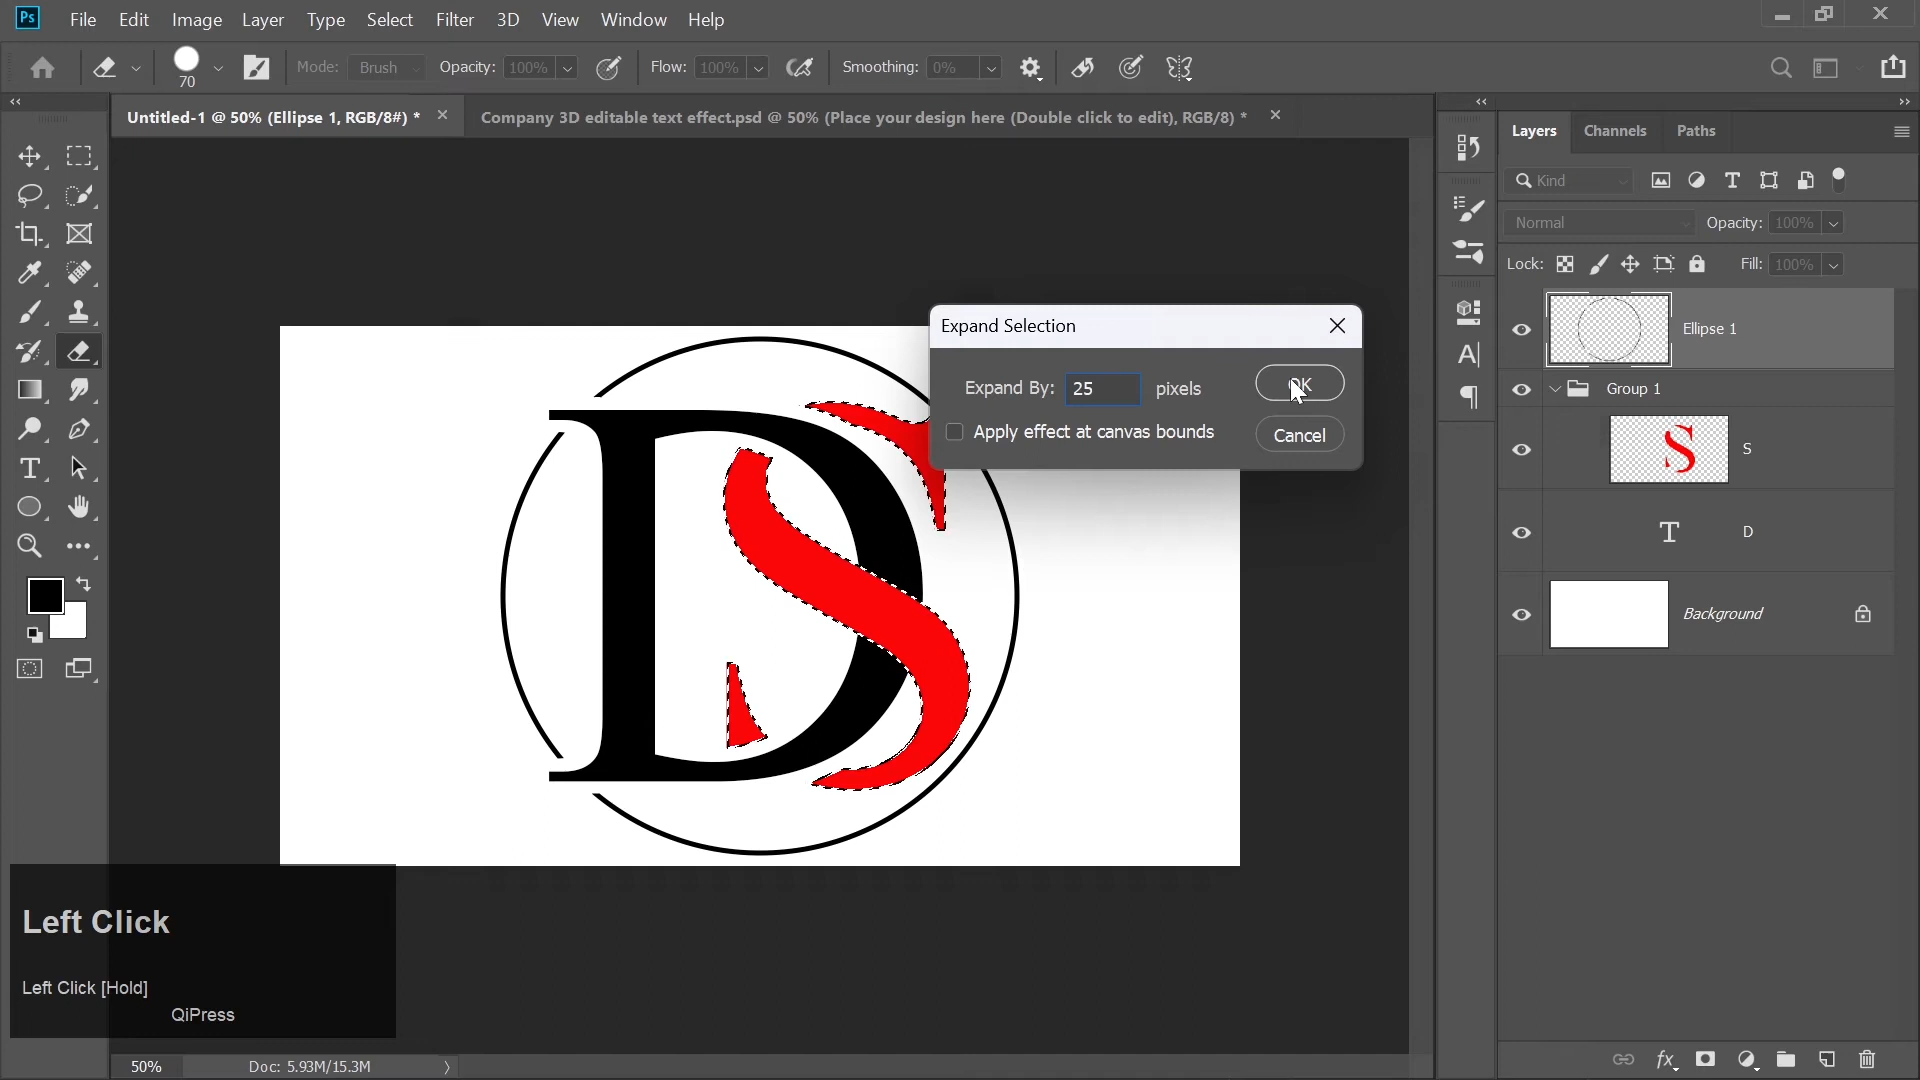 Ps File Edit Image Layer Type Select Filter 3D View Window Help
70 Mode: Brush Opacity: 100% Flow: 100% Smoothing: 0%
Untitled-1 @ 50% (Ellipse 1, RGB/8#) * Company 3D editable text effect.psd @ 50% (Place your design here (Double click to edit), RGB/8) *
Layers Channels Paths
Kind
Normal Opacity: 100%
Lock: Fill: 100%
Ellipse 1
Group 1
S
D
Background
Expand Selection
Expand By: 25 pixels OK
Apply effect at canvas bounds Cancel
D S
Left Click
Left Click [Hold]
QiPress
50% Doc: 5.93M/15.3M